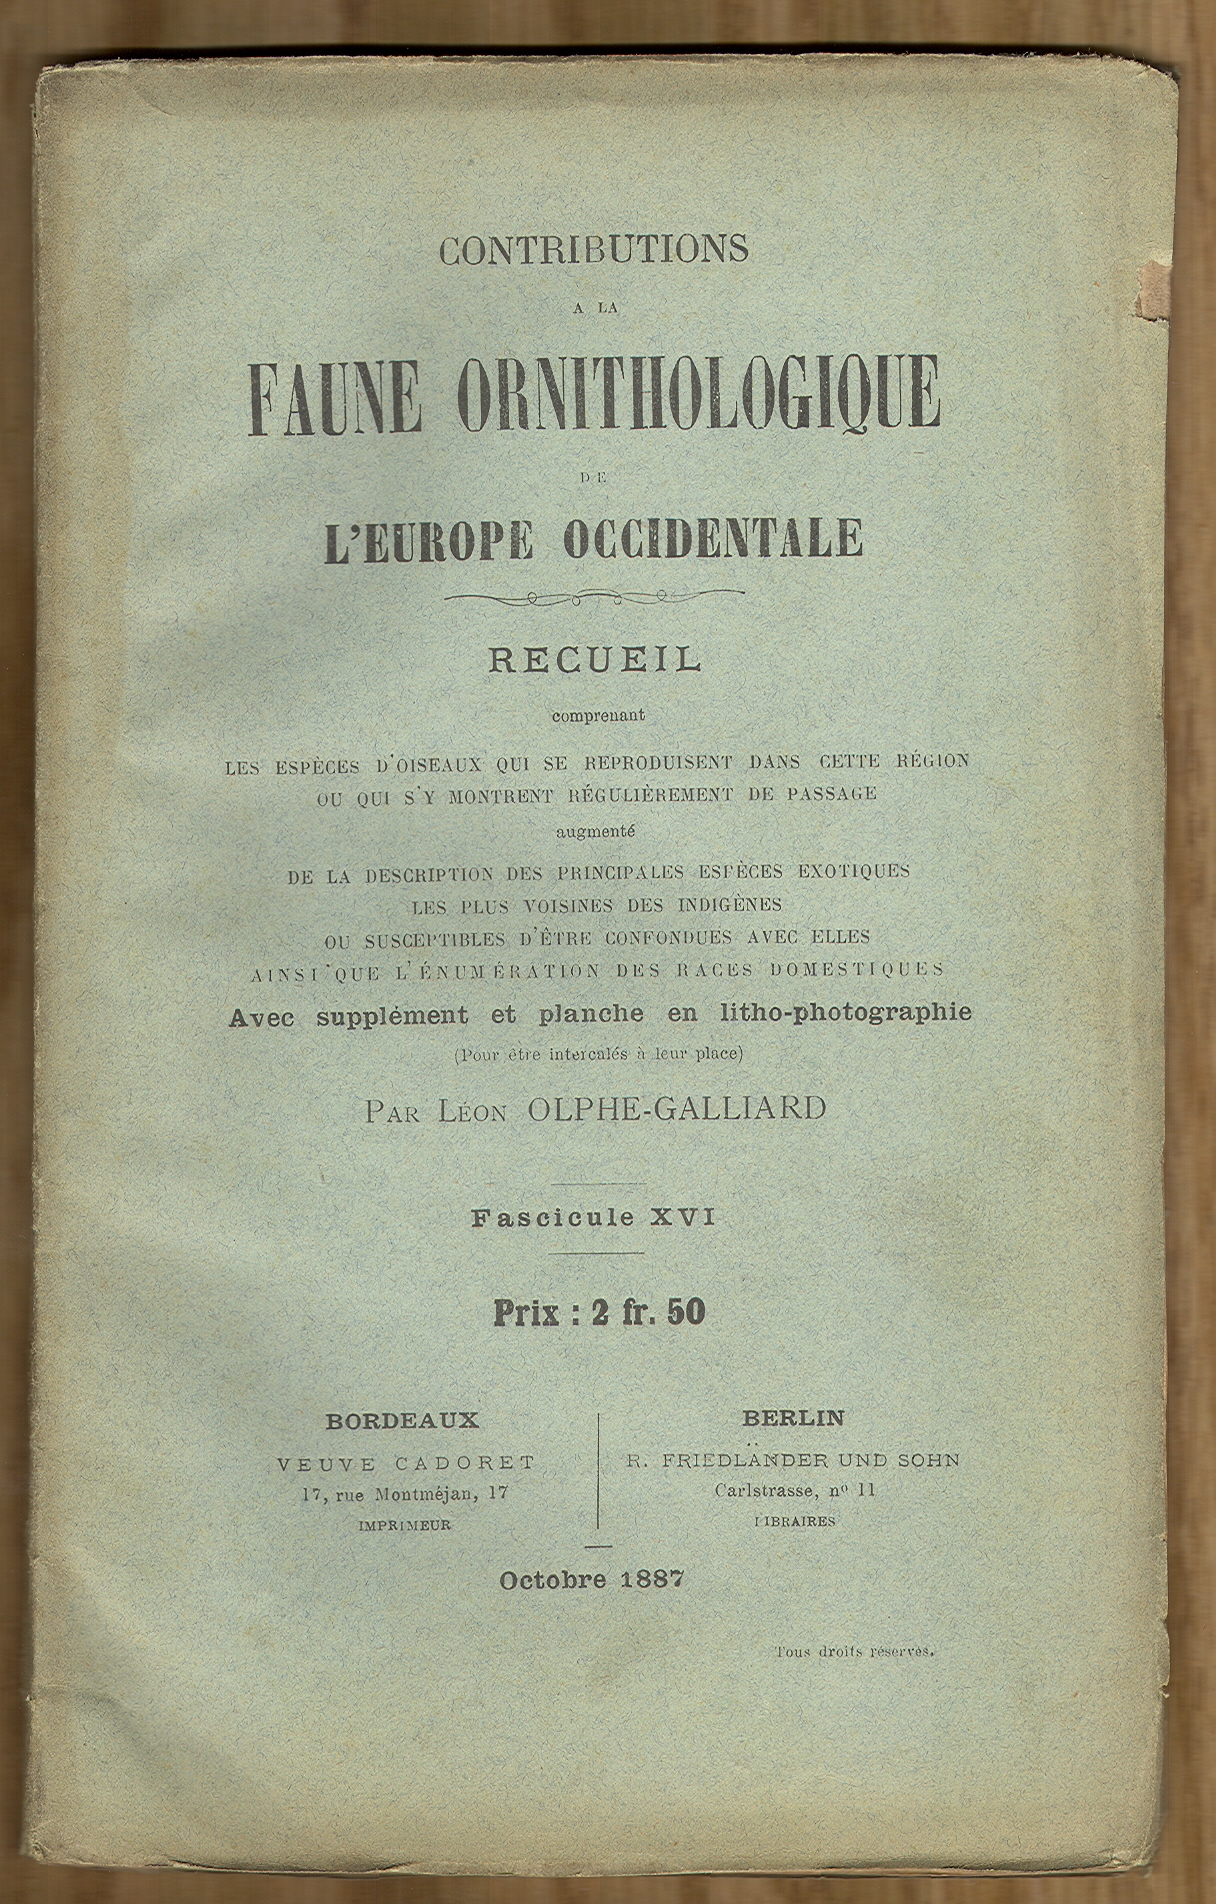 CONTRIBUTIONS
A LA
FAUNE ORNITHOLOGIQUE
DE
L'EUROPE OCCIDENTALE
RECUEIL
comprenant
LES ESPÈCES D'OISEAUX QUI SE REPRODUISENT DANS CETTE RÉGION
OU QUI S'Y MONTRENT RÉGULIÈREMENT DE PASSAGE
augmenté
DE LA DESCRIPTION DES PRINCIPALES ESPÈCES EXOTIQUES
LES PLUS VOISINES DES INDIGÈNES
OU SUSCEPTIBLES D'ÊTRE CONFONDUES AVEC ELLES
AINSI QUE L'ÉNUMÉRATION DES RACES DOMESTIQUES
Avec supplément et planche en litho-photographie
(Pour être intercalés à leur place)
PAR LÉON OLPHE-GALLIARD
Fascicule XVI
Prix : 2 fr. 50
BORDEAUX
VEUVE CADORET
17, rue Montméjan, 17
IMPRIMEUR
BERLIN
R. FRIEDLÄNDER UND SOHN
Carlstrasse, nº 11
LIBRAIRES
Octobre 1887
Tous droits réservés.